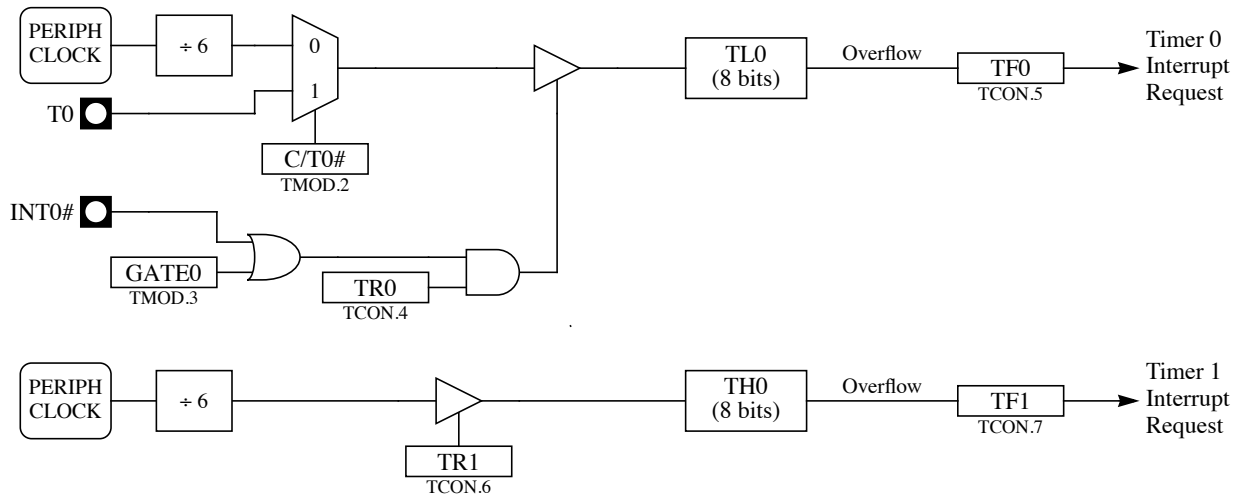 PERIPH
CLOCK
÷ 6
0
1
T0
C/T0#
TMOD.2
TL0
(8 bits)
Overflow
TF0
TCON.5
Timer 0
Interrupt
Request
INT0#
GATE0
TMOD.3
TR0
TCON.4
PERIPH
CLOCK
÷ 6
TR1
TCON.6
TH0
(8 bits)
Overflow
TF1
TCON.7
Timer 1
Interrupt
Request